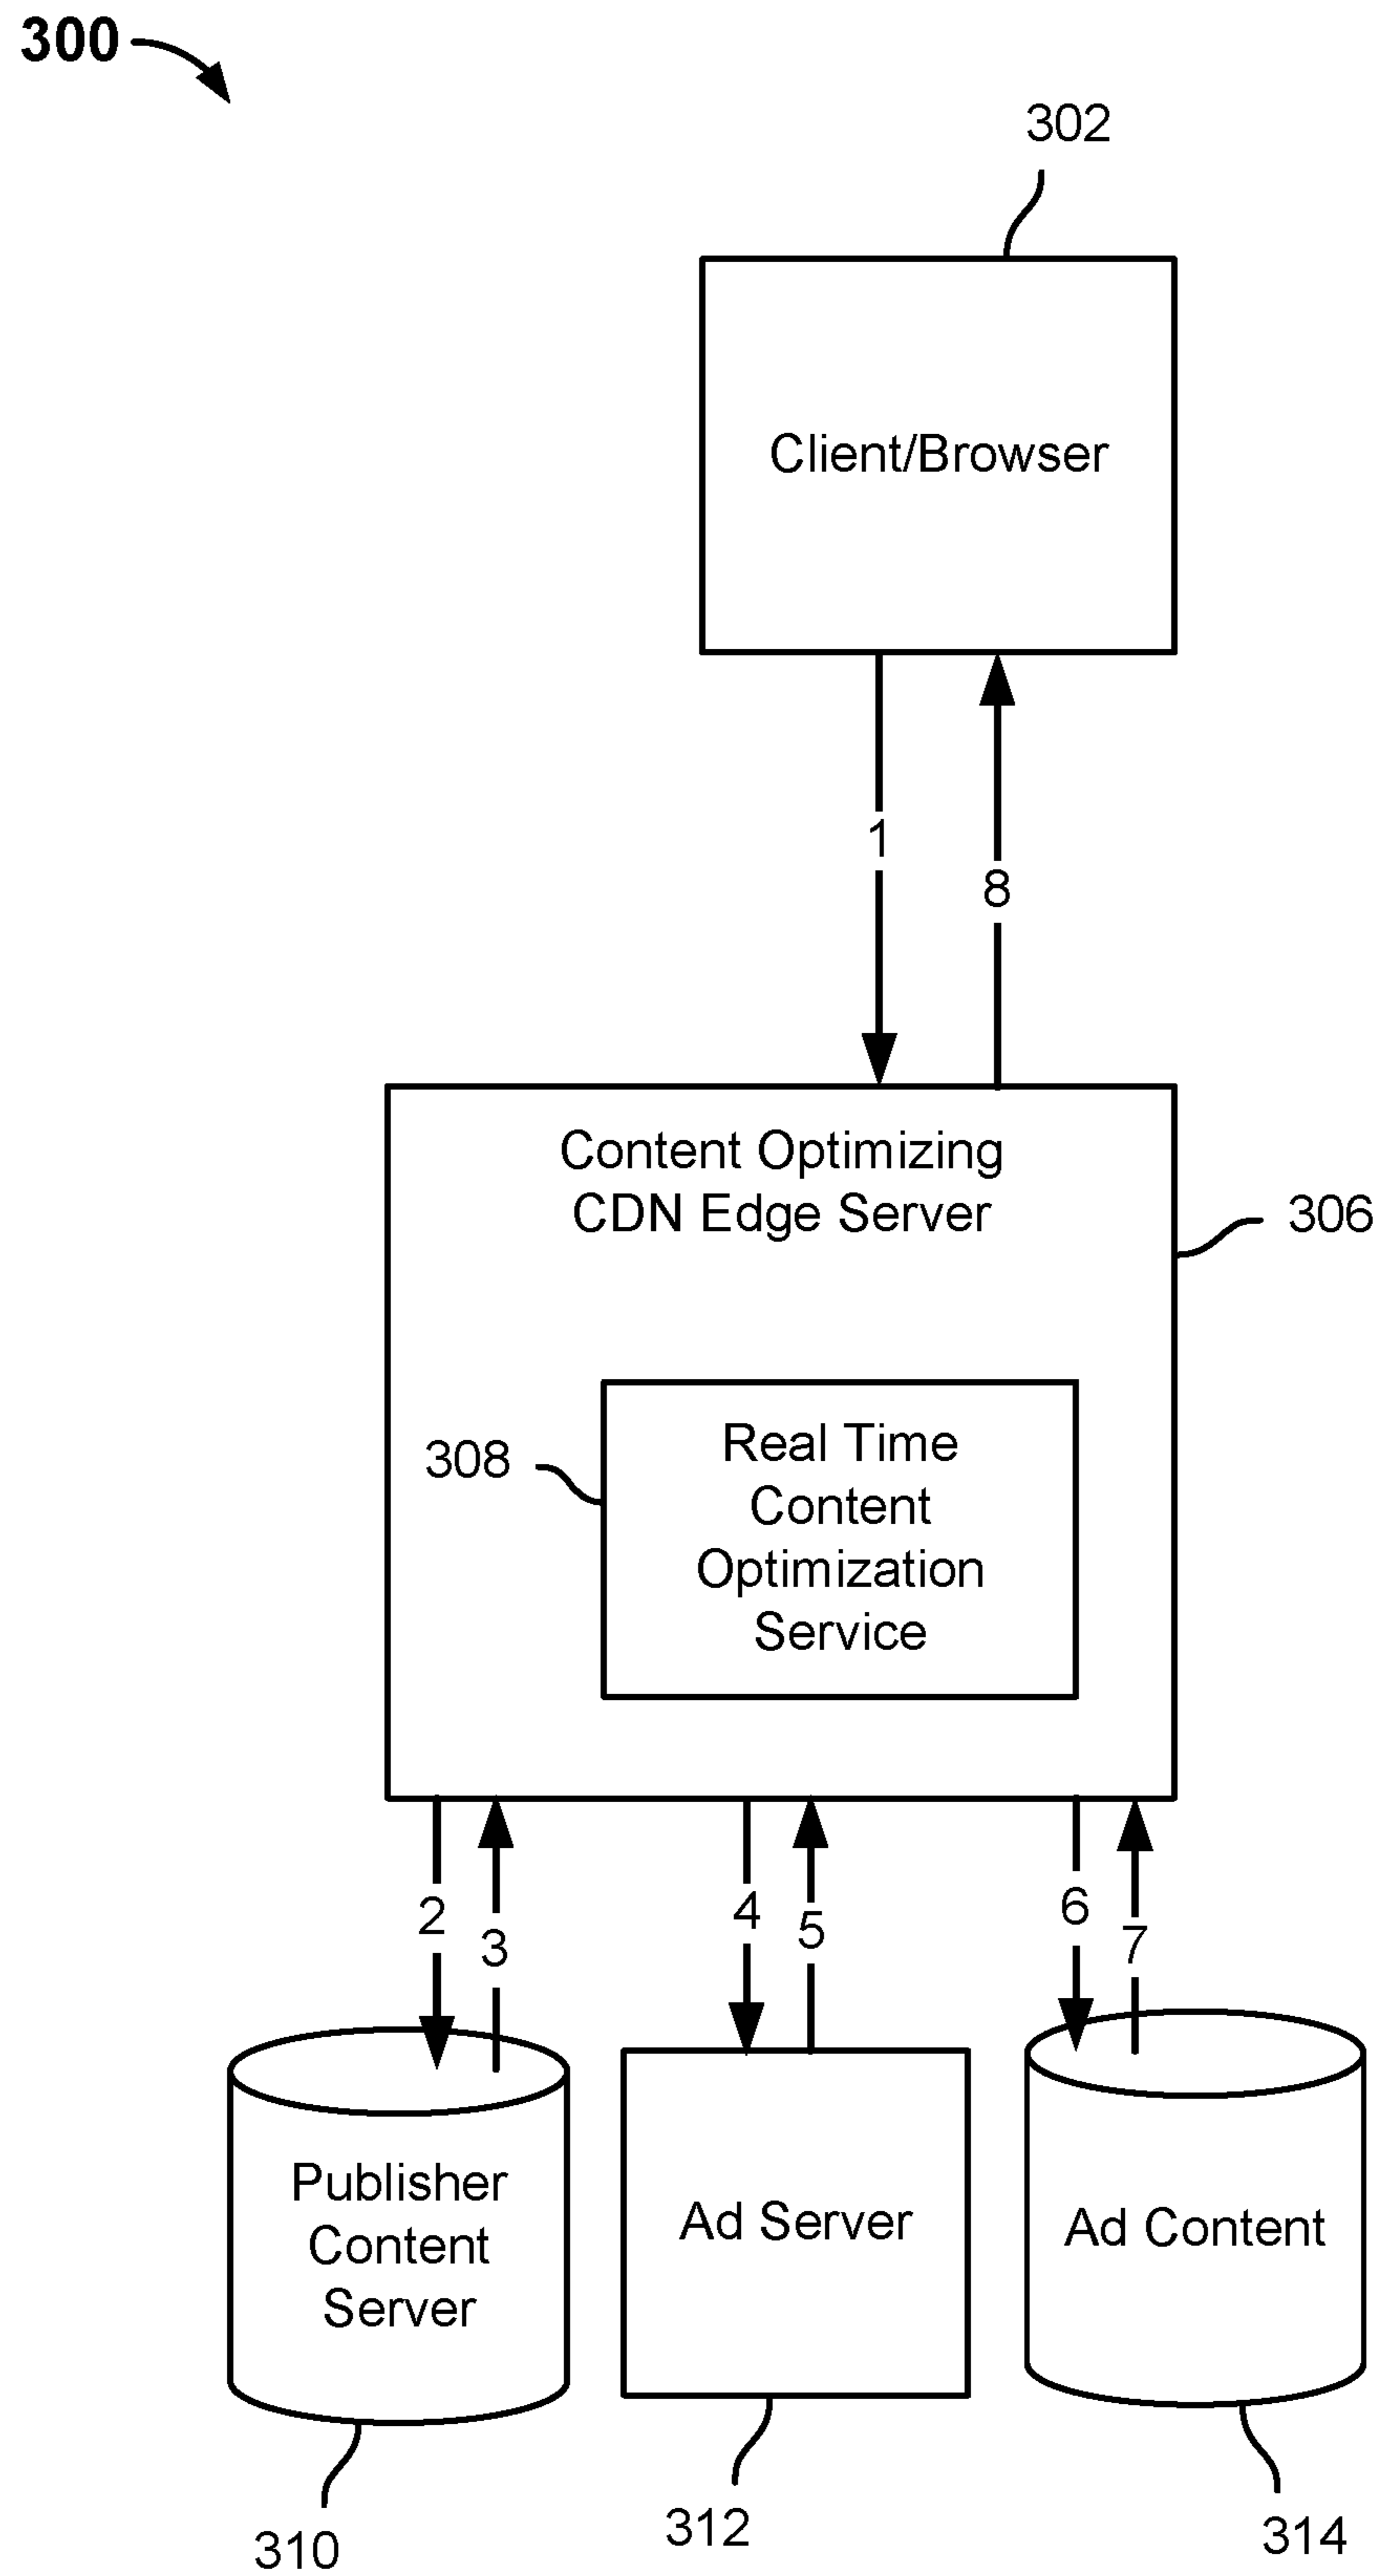 300
302
Client/Browser
1
8
Content Optimizing
CDN Edge Server
306
308
Real Time
Content
Optimization
Service
2
3
4
5
6
7
Publisher
Content
Server
Ad Server
Ad Content
310
312
314